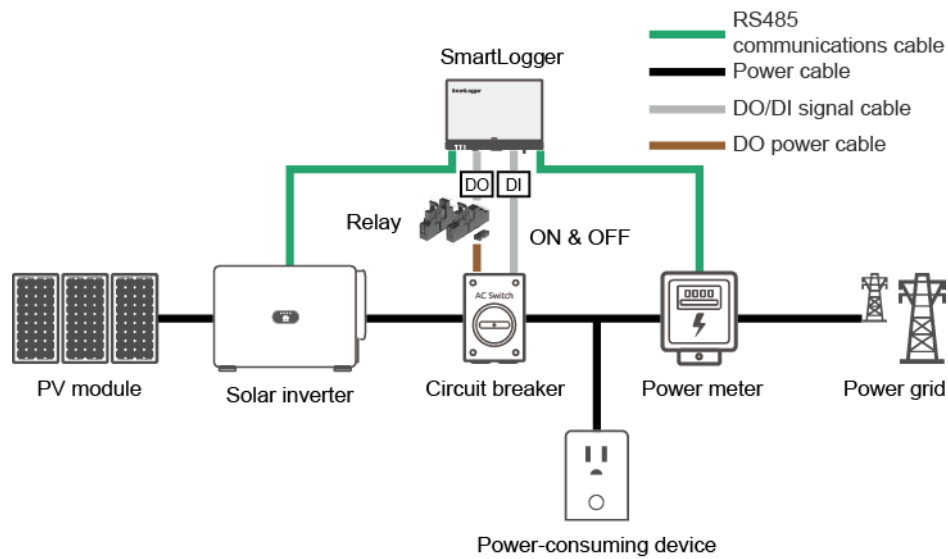 RS485
communications cable
Power cable
DO/DI signal cable
DO power cable
SmartLogger
SmartLogger
DO
DI
Relay
ON & OFF
AC Switch
PV module
Solar inverter
Circuit breaker
Power meter
Power grid
Power-consuming device